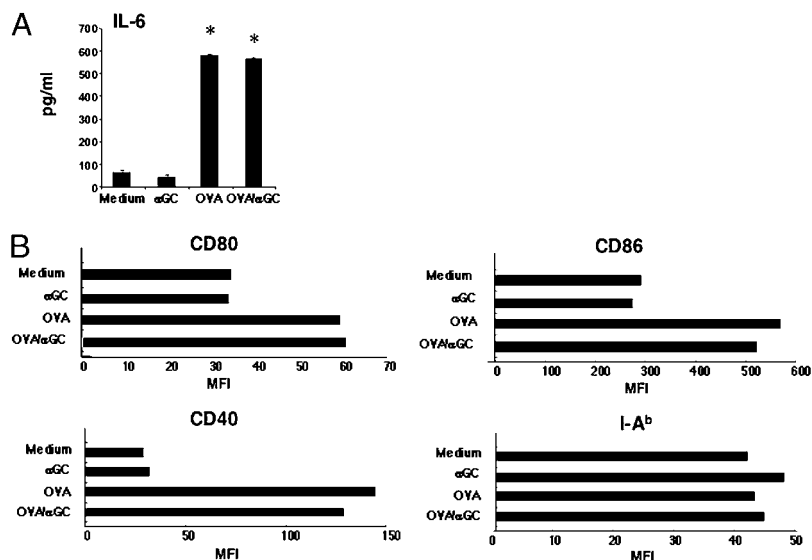 A
IL-6
pg/ml
700
600
500
400
300
200
100
0
Medium αGC OVA OVA/αGC
* *
B
CD80
Medium
αGC
OVA
OVA/αGC
0 10 20 30 40 50 60 70
MFI
CD86
Medium
αGC
OVA
OVA/αGC
0 100 200 300 400 500 600
MFI
CD40
Medium
αGC
OVA
OVA/αGC
0 50 100 150
MFI
I-Aᵇ
Medium
αGC
OVA
OVA/αGC
0 10 20 30 40 50
MFI